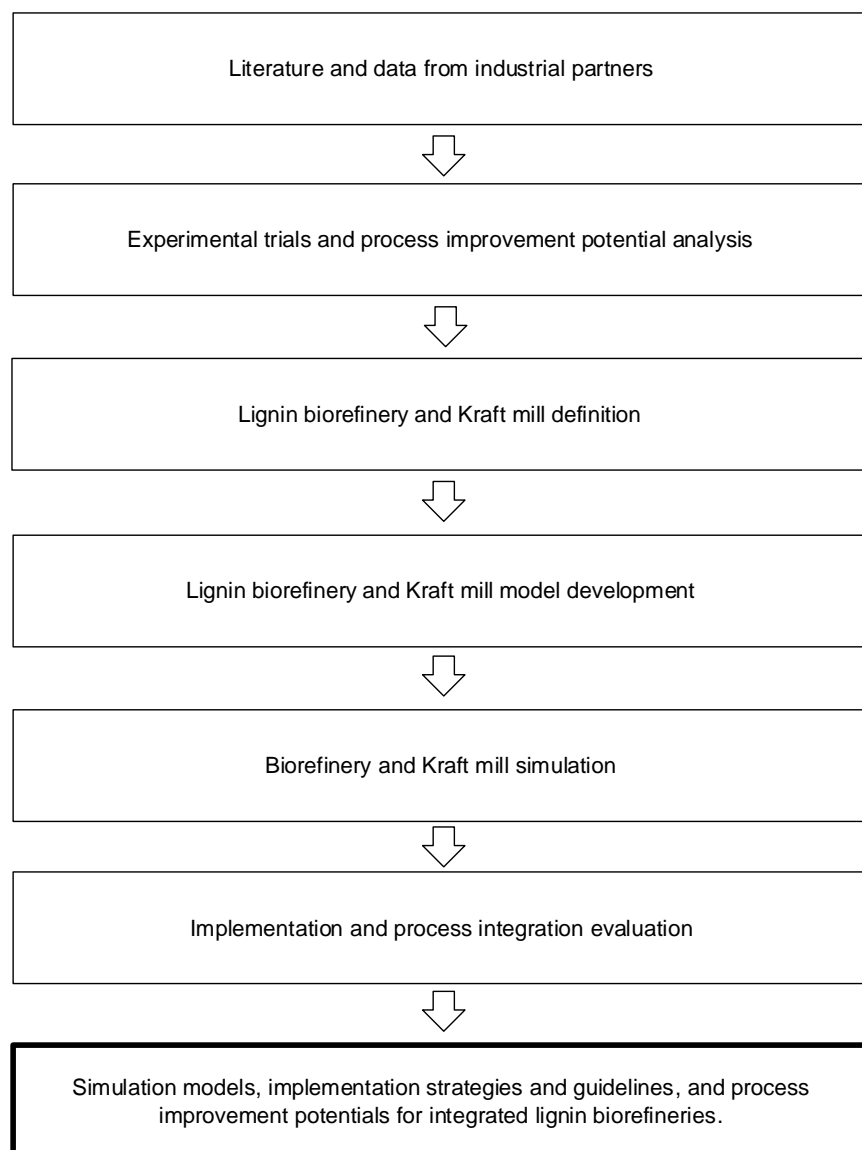 Literature and data from industrial partners
Experimental trials and process improvement potential analysis
Lignin biorefinery and Kraft mill definition
Lignin biorefinery and Kraft mill model development
Biorefinery and Kraft mill simulation
Implementation and process integration evaluation
Simulation models, implementation strategies and guidelines, and process
improvement potentials for integrated lignin biorefineries.